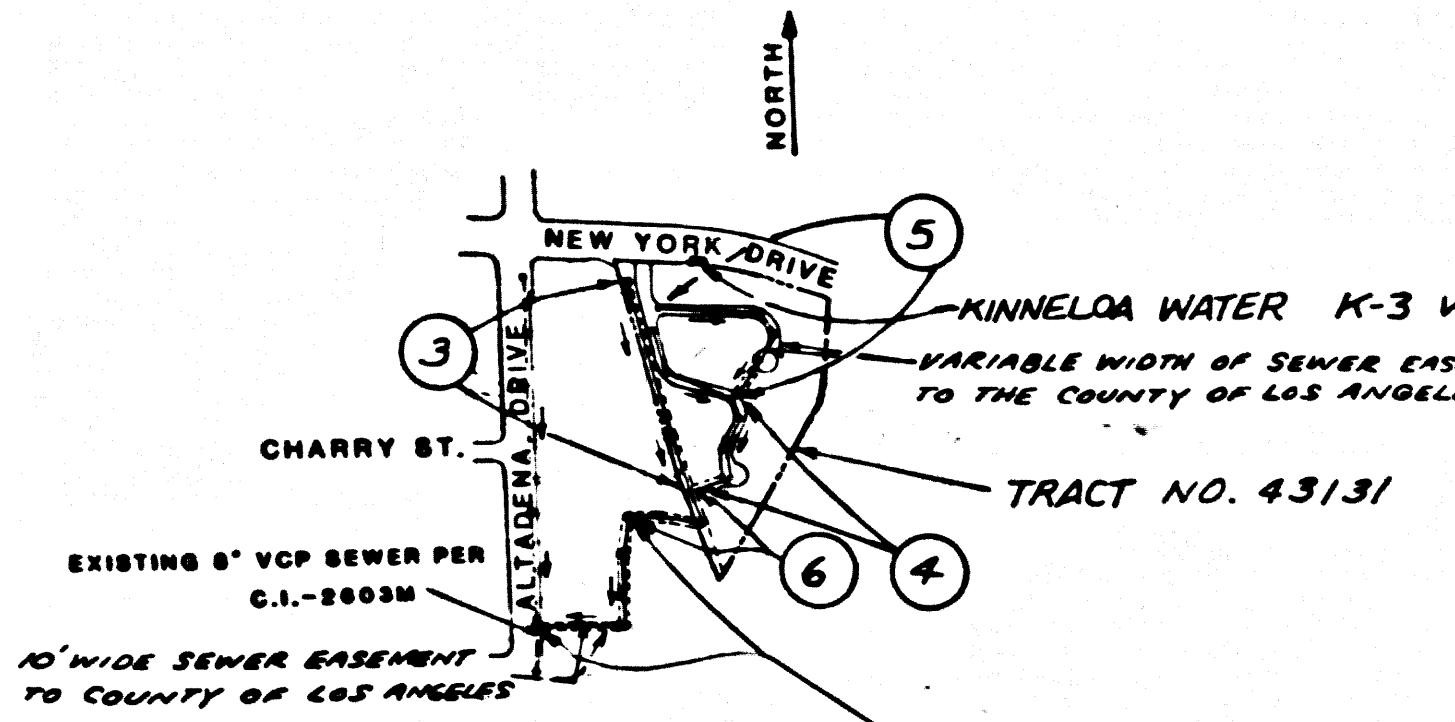 NORTH
5
NEW YORK DRIVE
KINNELOA WATER K-3
3
VARIABLE WIDTH OF SEWER
TO THE COUNTY OF LOS
ALTADENA DRIVE
CHARRY ST.
TRACT NO. 43131
EXISTING 8" VCP SEWER PER
C.I.-2603M
6
4
10' WIDE SEWER EASEMENT
TO COUNTY OF LOS ANGELES